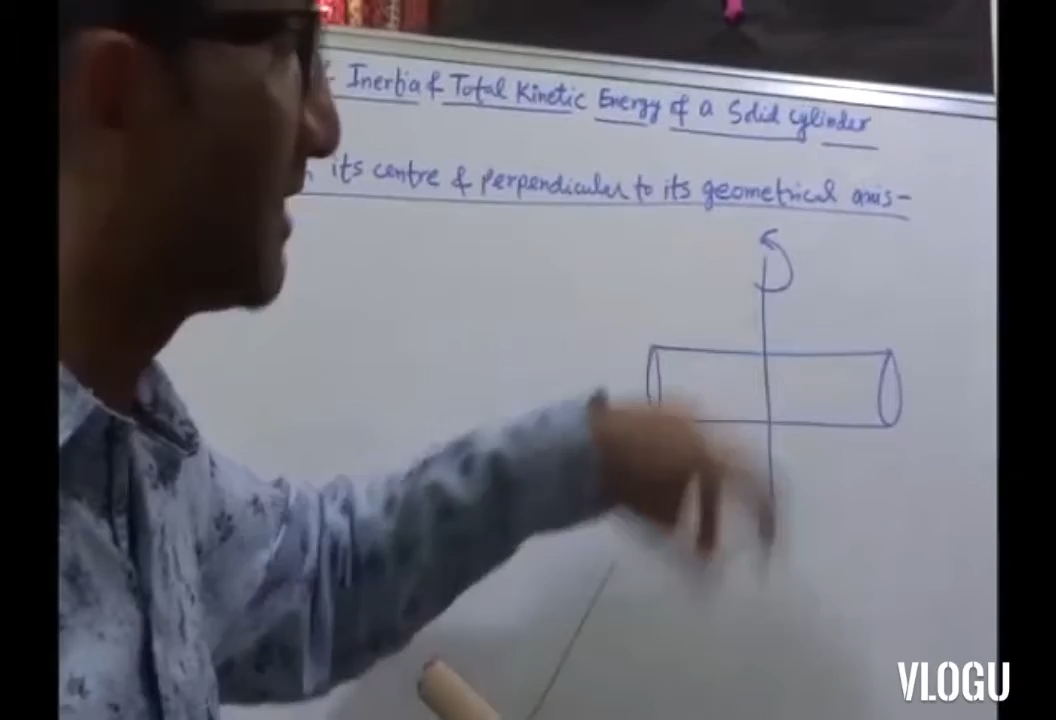 Inertia & Total Kinetic Energy of a Solid cylinder
its centre & perpendicular to its geometrical axis-
VLOGU